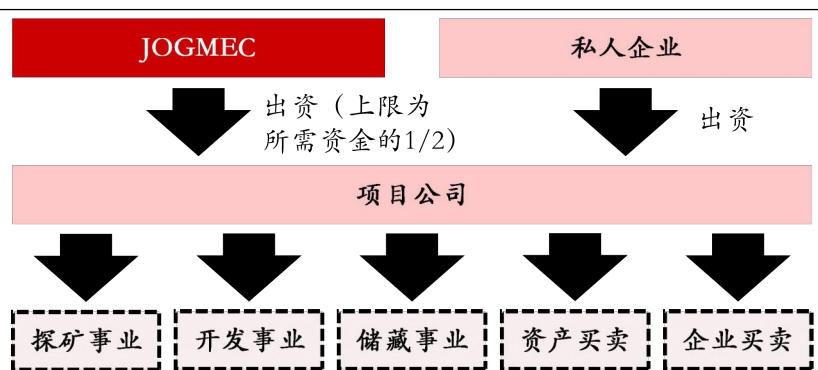 JOGMEC
私人企业
出资（上限为
所需资金的1/2）
出资
项目公司
探矿事业
开发事业
储藏事业
资产买卖
企业买卖